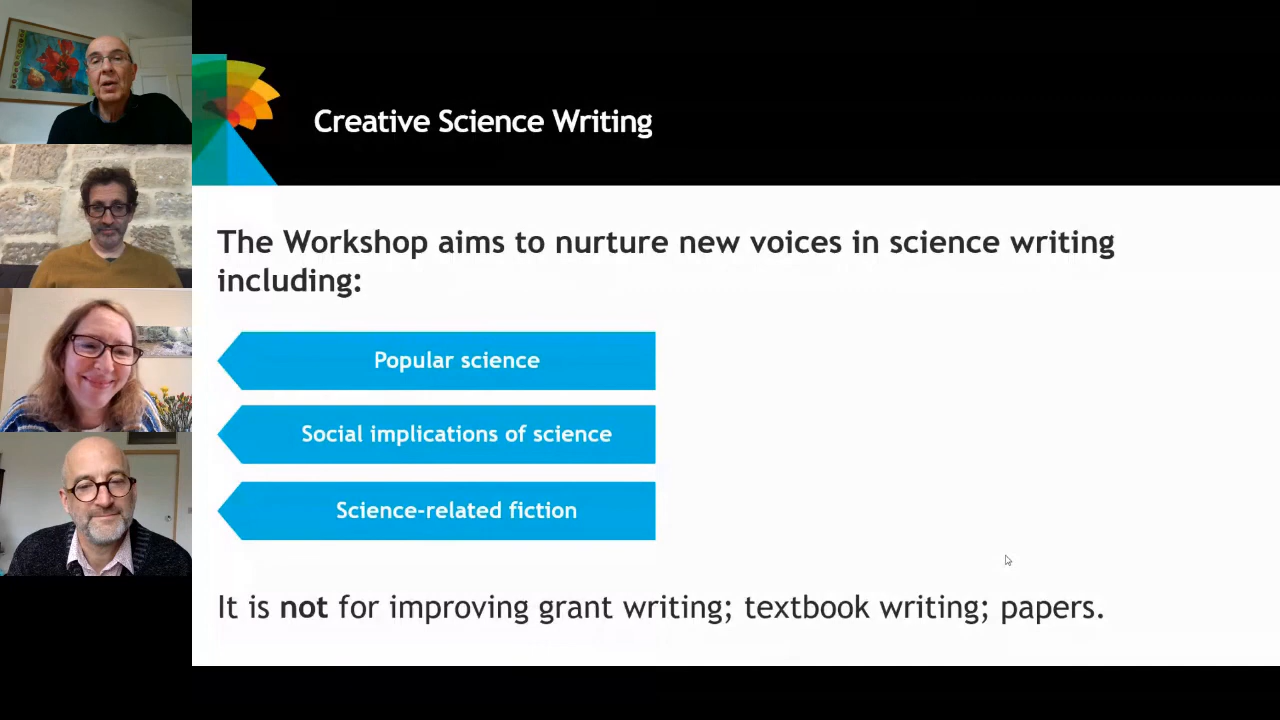 Creative Science Writing
The Workshop aims to nurture new voices in science writing
including:
Popular science
Social implications of science
Science-related fiction
It is not for improving grant writing; textbook writing; papers.